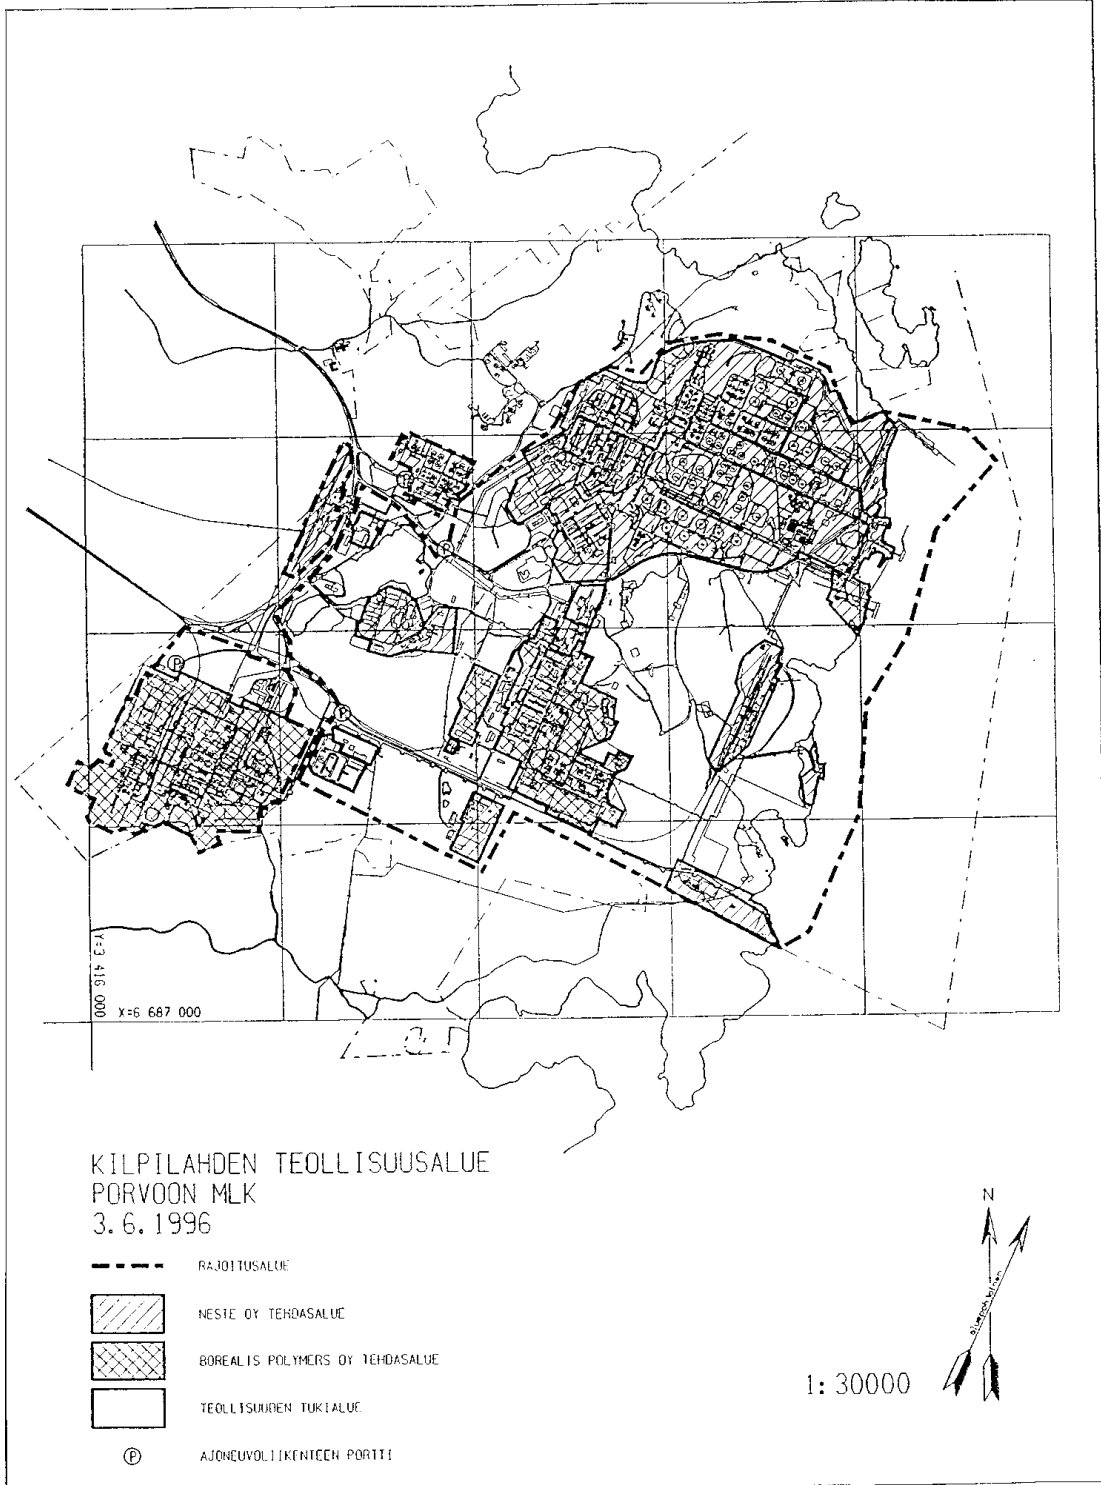 Y=3 416 000
X=6 687 000
KILPILAHDEN TEOLLISUUSALUE
PORVOON MLK
3.6.1996
RAJOITUSALUE
NESTE OY TEHDASALUE
BOREALIS POLYMERS OY TEHDASALUE
TEOLLISUUDEN TUKIALUE
P AJONEUVOLIIKENTEEN PORTTI
1:30000
N
P
P
P
P